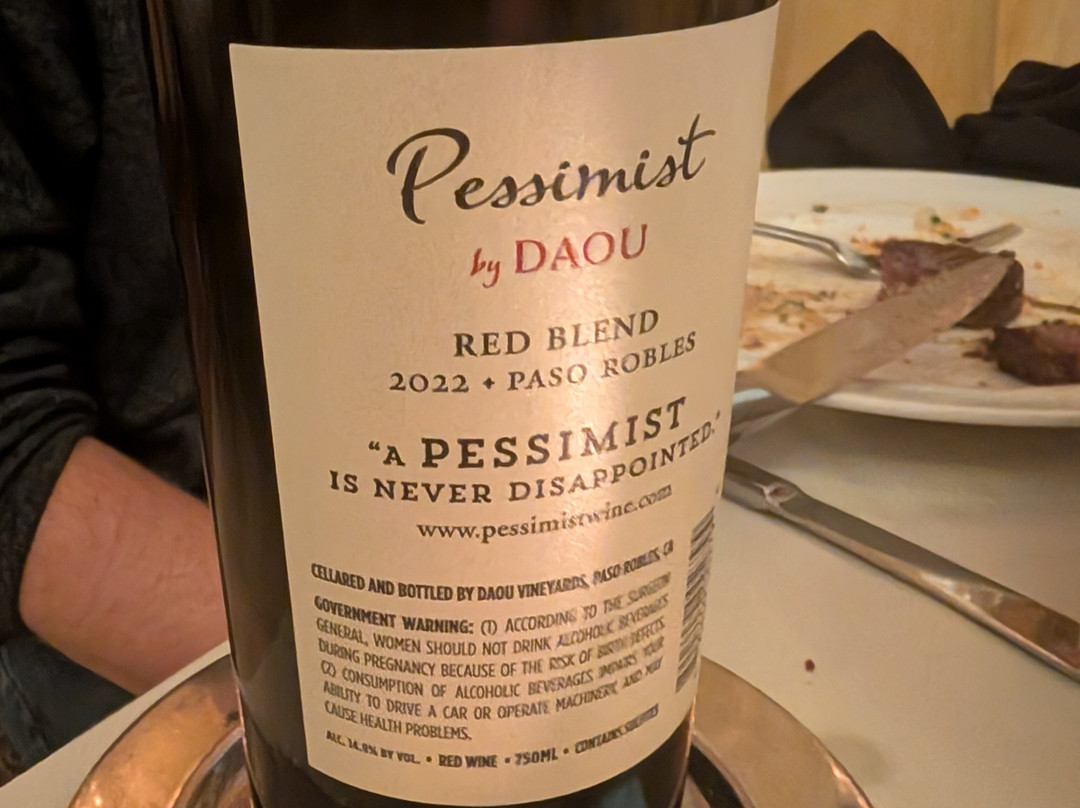 Pessimist
by DAOU
RED BLEND
2022 • PASO ROBLES
“A PESSIMIST
IS NEVER DISAPPOINTED.”
www.pessimistwine.com
CELLARED AND BOTTLED BY DAOU VINEYARDS, PASO ROBLES, CA
GOVERNMENT WARNING: (1) ACCORDING TO THE SURGEON
GENERAL, WOMEN SHOULD NOT DRINK ALCOHOLIC BEVERAGES
DURING PREGNANCY BECAUSE OF THE RISK OF BIRTH DEFECTS.
(2) CONSUMPTION OF ALCOHOLIC BEVERAGES IMPAIRS YOUR
ABILITY TO DRIVE A CAR OR OPERATE MACHINERY, AND MAY
CAUSE HEALTH PROBLEMS.
ALC. 14.8% BY VOL. • RED WINE • 750ML • CONTAINS SULFITES